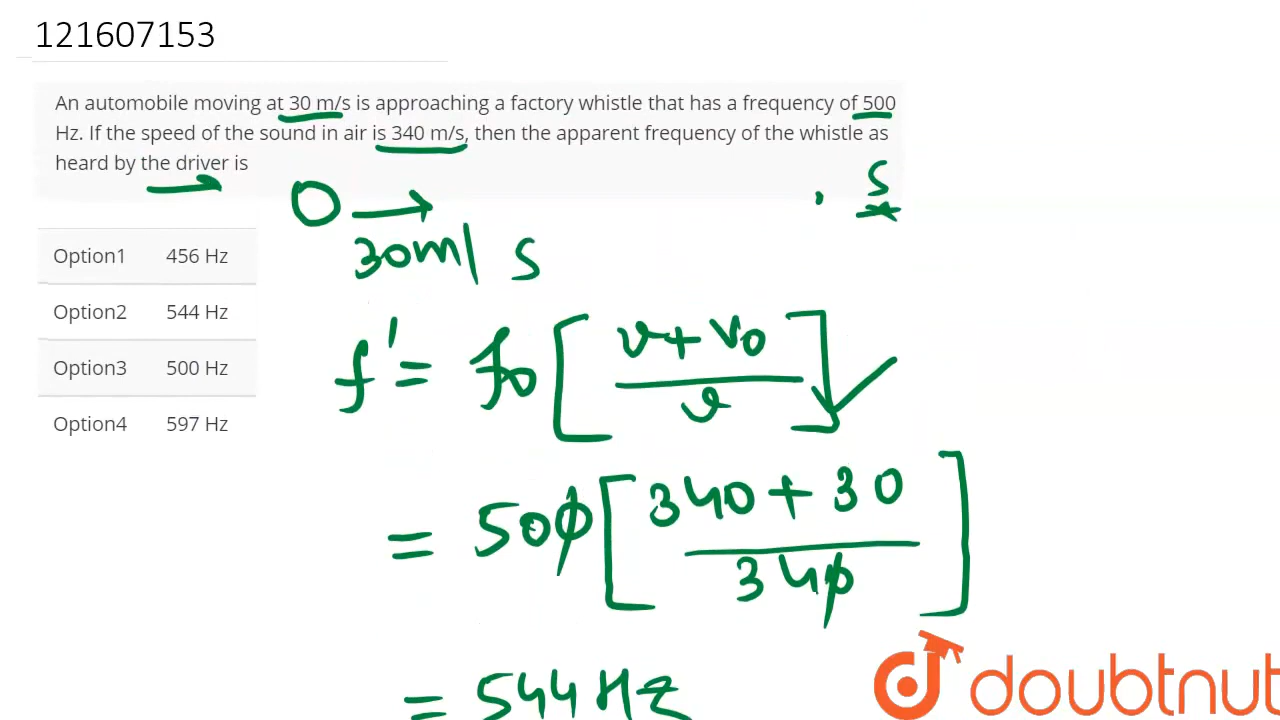 121607153
An automobile moving at 30 m/s is approaching a factory whistle that has a frequency of 500
Hz. If the speed of the sound in air is 340 m/s, then the apparent frequency of the whistle as
heard by the driver is
O → . S
30m/s
Option1 456 Hz
Option2 544 Hz
Option3 500 Hz
Option4 597 Hz
f' = f₀ [ v + v₀ / v ]
= 500 [ 340 + 30 / 340 ]
= 544 Hz
doubtnut